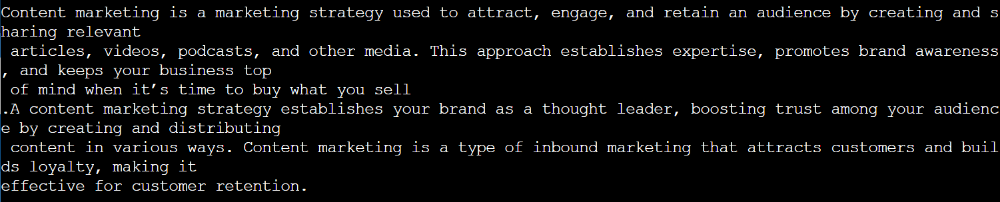 Content marketing is a marketing strategy used to attract, engage, and retain an audience by creating and s
haring relevant
 articles, videos, podcasts, and other media. This approach establishes expertise, promotes brand awareness
, and keeps your business top
 of mind when it’s time to buy what you sell
.A content marketing strategy establishes your brand as a thought leader, boosting trust among your audienc
e by creating and distributing
 content in various ways. Content marketing is a type of inbound marketing that attracts customers and buil
ds loyalty, making it
effective for customer retention.